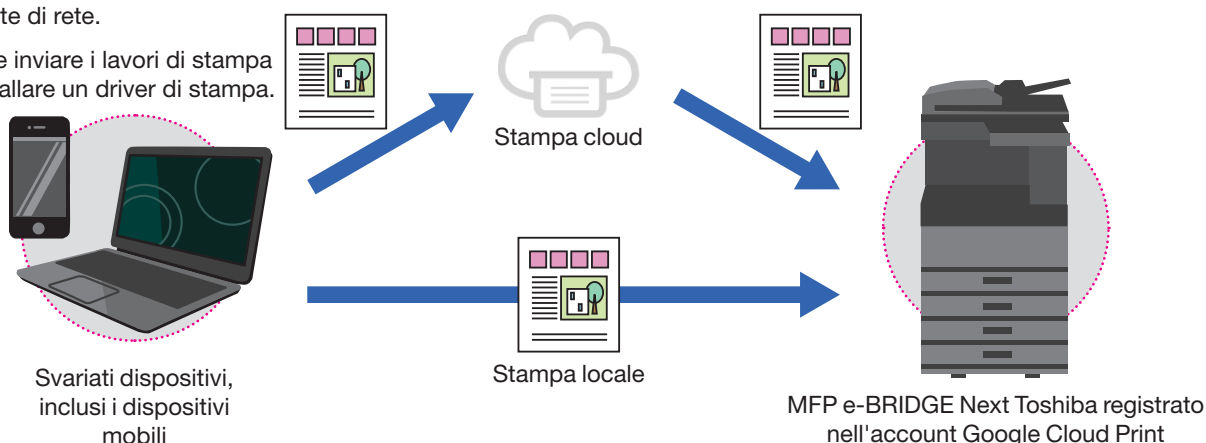 te di rete.
e inviare i lavori di stampa
allare un driver di stampa.
Stampa cloud
Stampa locale
Svariati dispositivi,
inclusi i dispositivi
mobili
MFP e-BRIDGE Next Toshiba registrato
nell'account Google Cloud Print